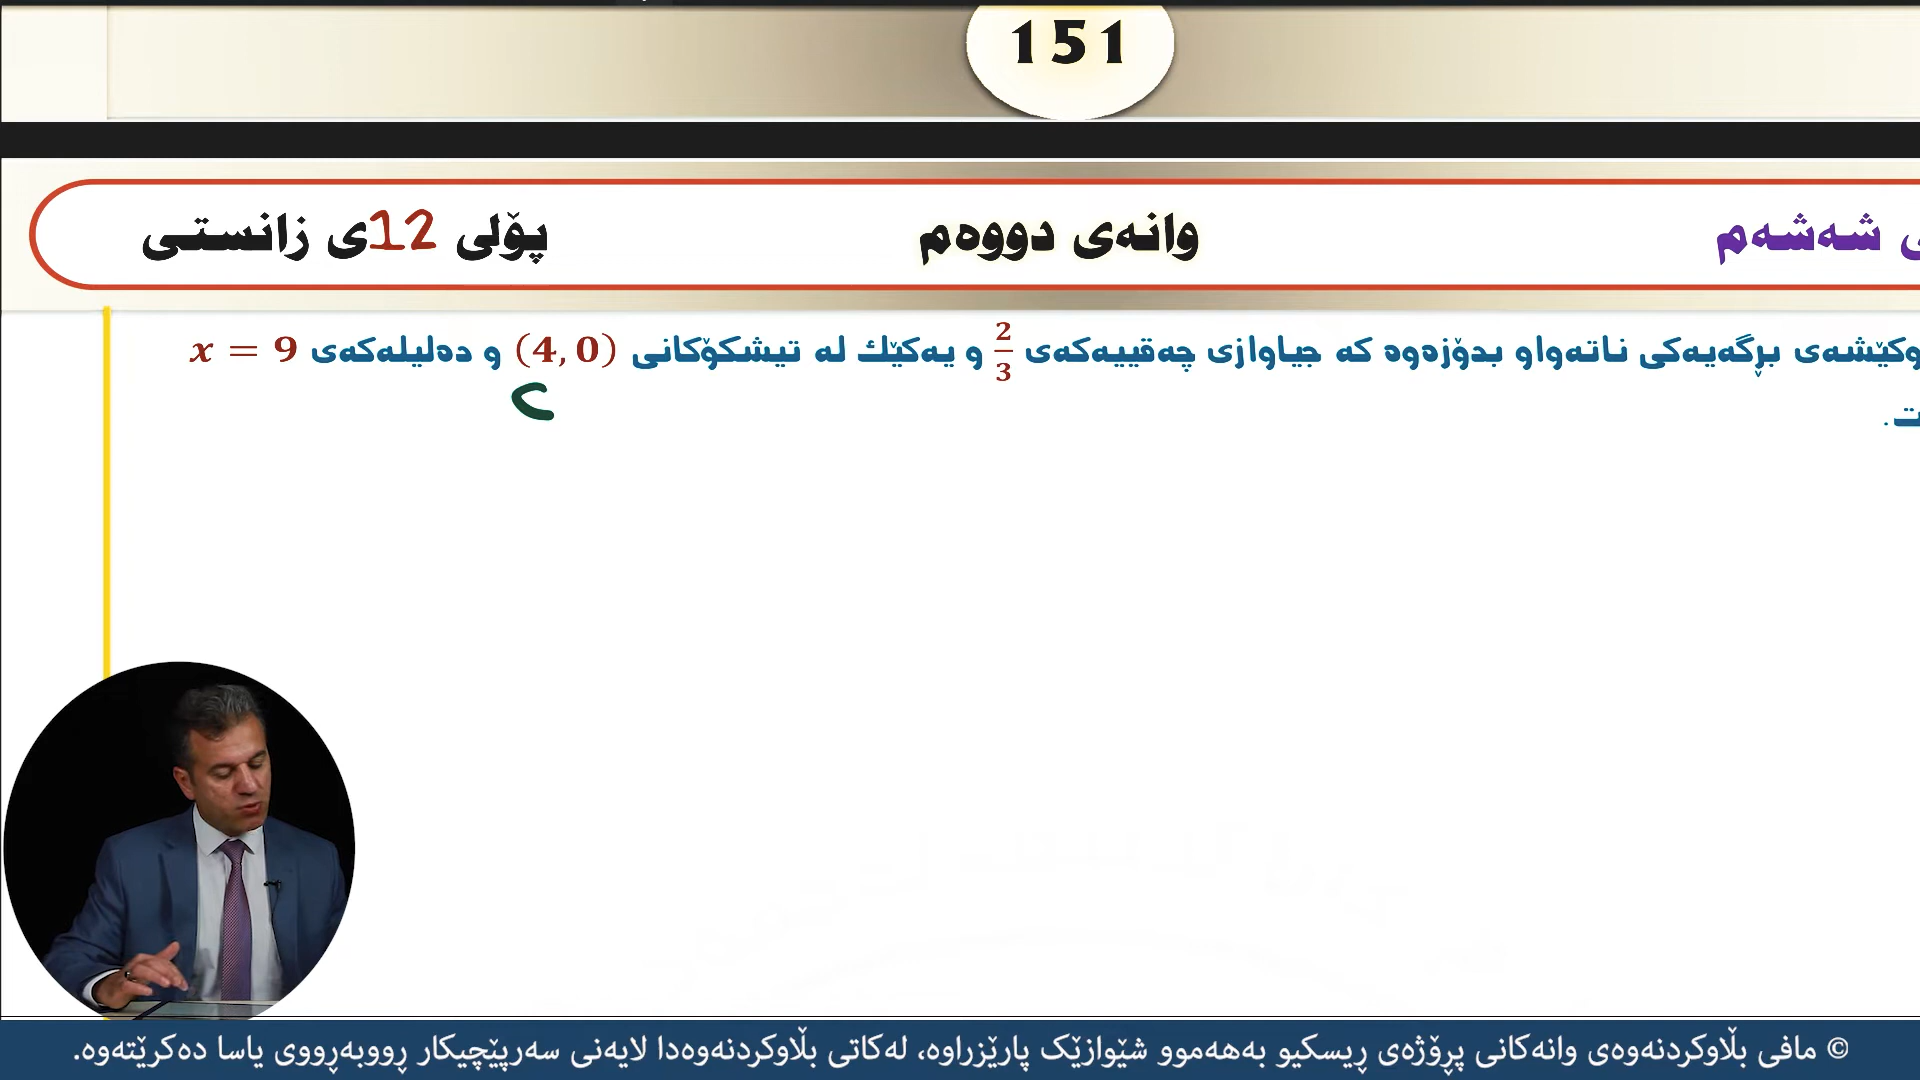 151
ی شەشەم وانەی دووەم پۆلی 12ی زانستی
وکێشەی بڕگەیەکی ناتەواو بدۆزەوە کە جیاوازی چەقییەکەی 2/3 و یەکێك لە تیشکۆکانی (4, 0) و دەلیلەکەی x = 9
ت.
© مافی بڵاوکردنەوەی وانەکانی پڕۆژەی ڕیسکیو بەهەموو شێوازێک پارێزراوە، لەکاتی بڵاوکردنەوەدا لایەنی سەرپێچیکار ڕووبەڕووی یاسا دەکرێتەوە.